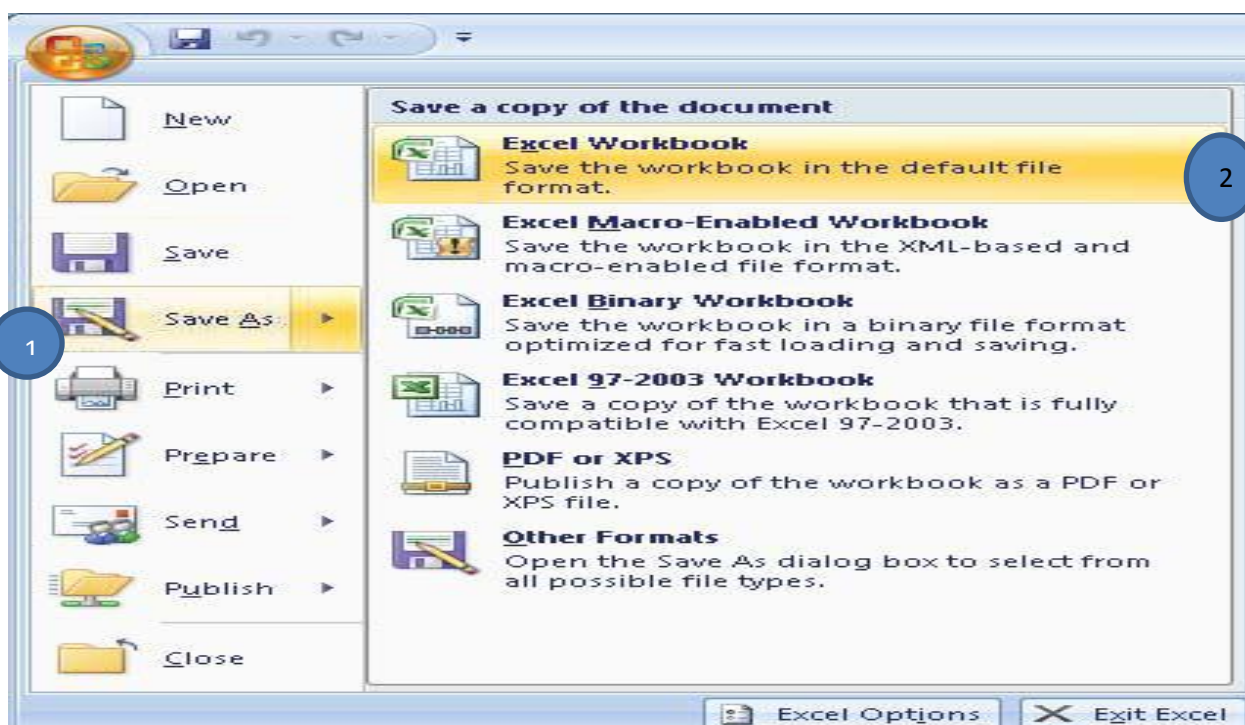 New
Open
Save
Save As
1
Print
Prepare
Send
Publish
Close
Save a copy of the document
Excel Workbook
Save the workbook in the default file
format.
2
Excel Macro-Enabled Workbook
Save the workbook in the XML-based and
macro-enabled file format.
Excel Binary Workbook
Save the workbook in a binary file format
optimized for fast loading and saving.
Excel 97-2003 Workbook
Save a copy of the workbook that is fully
compatible with Excel 97-2003.
PDF or XPS
Publish a copy of the workbook as a PDF or
XPS file.
Other Formats
Open the Save As dialog box to select from
all possible file types.
Excel Options
Exit Excel